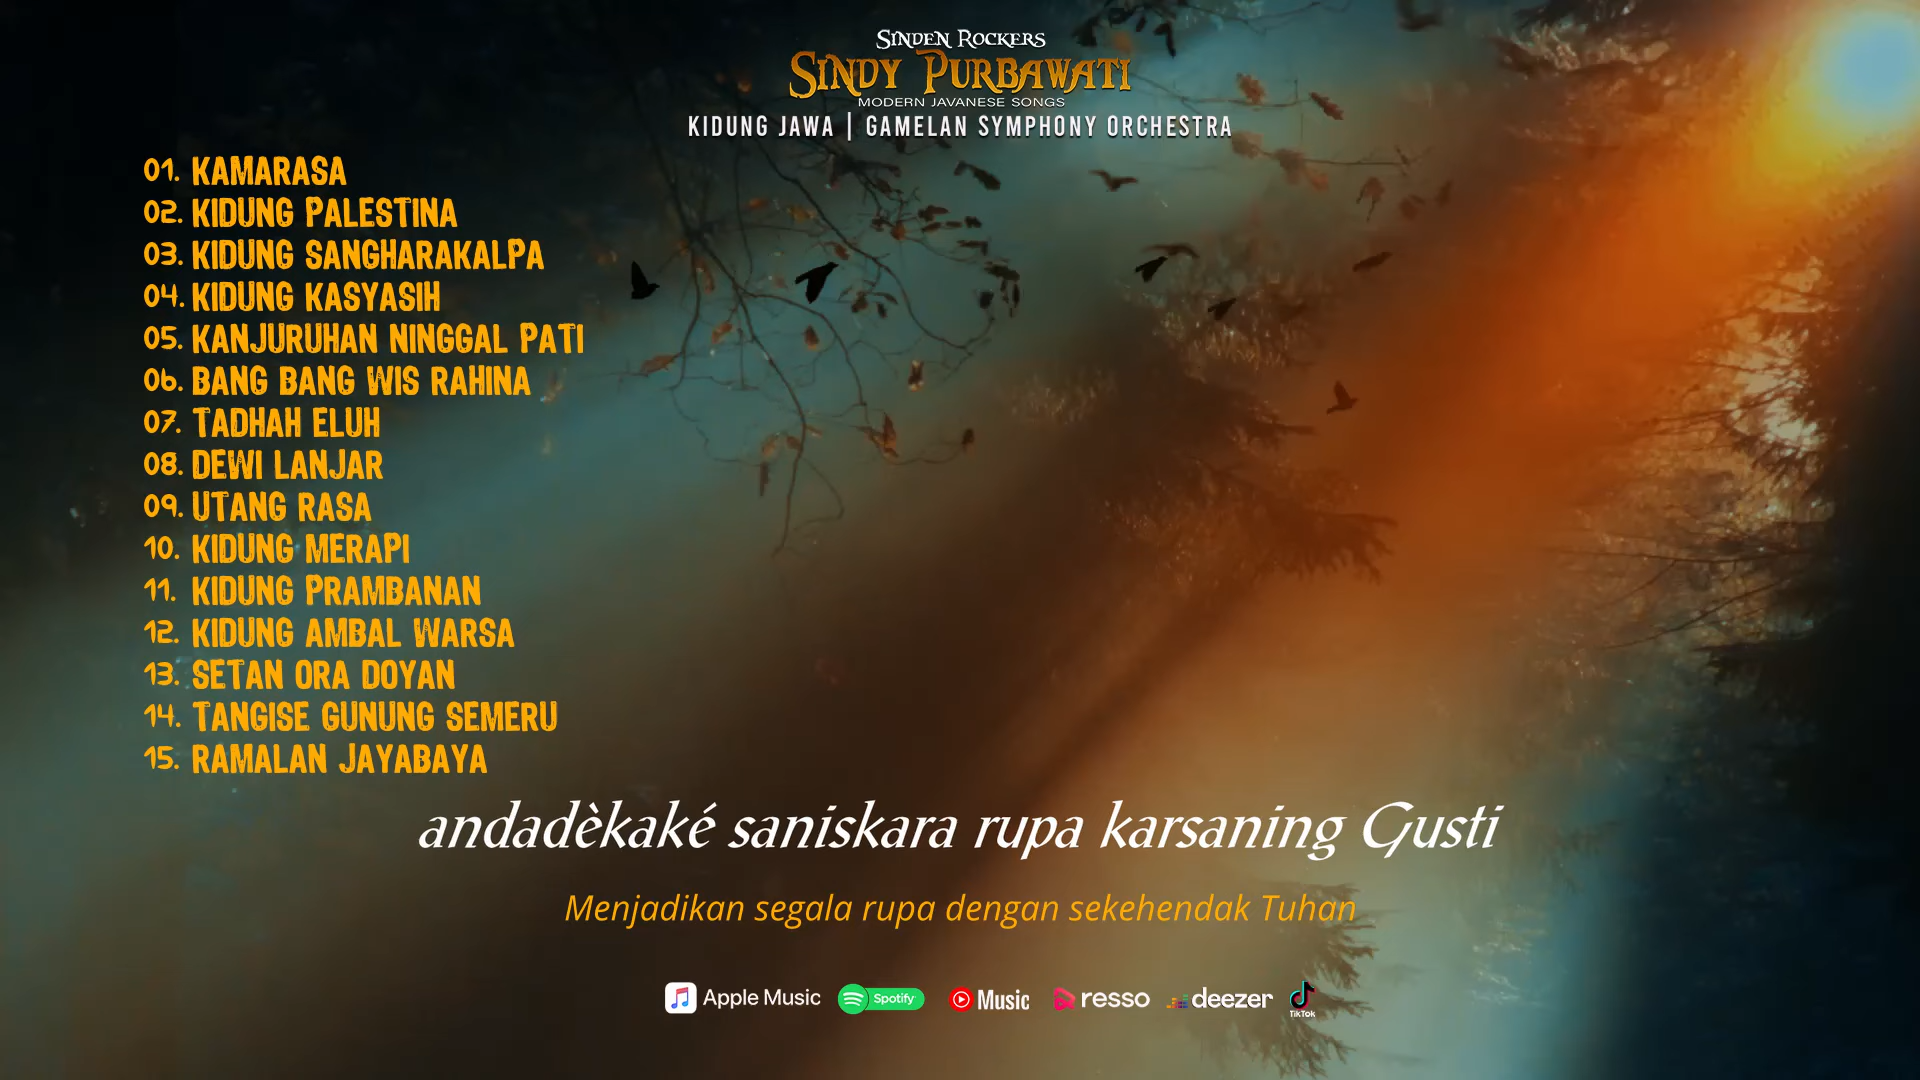 SINDEN ROCKERS
SINDY PURBAWATI
MODERN JAVANESE SONGS
KIDUNG JAWA | GAMELAN SYMPHONY ORCHESTRA
01. KAMARASA
02. KIDUNG PALESTINA
03. KIDUNG SANGHARAKALPA
04. KIDUNG KASYASIH
05. KANJURUHAN NINGGAL PATI
06. BANG BANG WIS RAHINA
07. TADHAH ELUH
08. DEWI LANJAR
09. UTANG RASA
10. KIDUNG MERAPI
11. KIDUNG PRAMBANAN
12. KIDUNG AMBAL WARSA
13. SETAN ORA DOYAN
14. TANGISE GUNUNG SEMERU
15. RAMALAN JAYABAYA
andadèkaké saniskara rupa karsaning Gusti
Menjadikan segala rupa dengan sekehendak Tuhan
Apple Music Spotify Music resso deezer TikTok